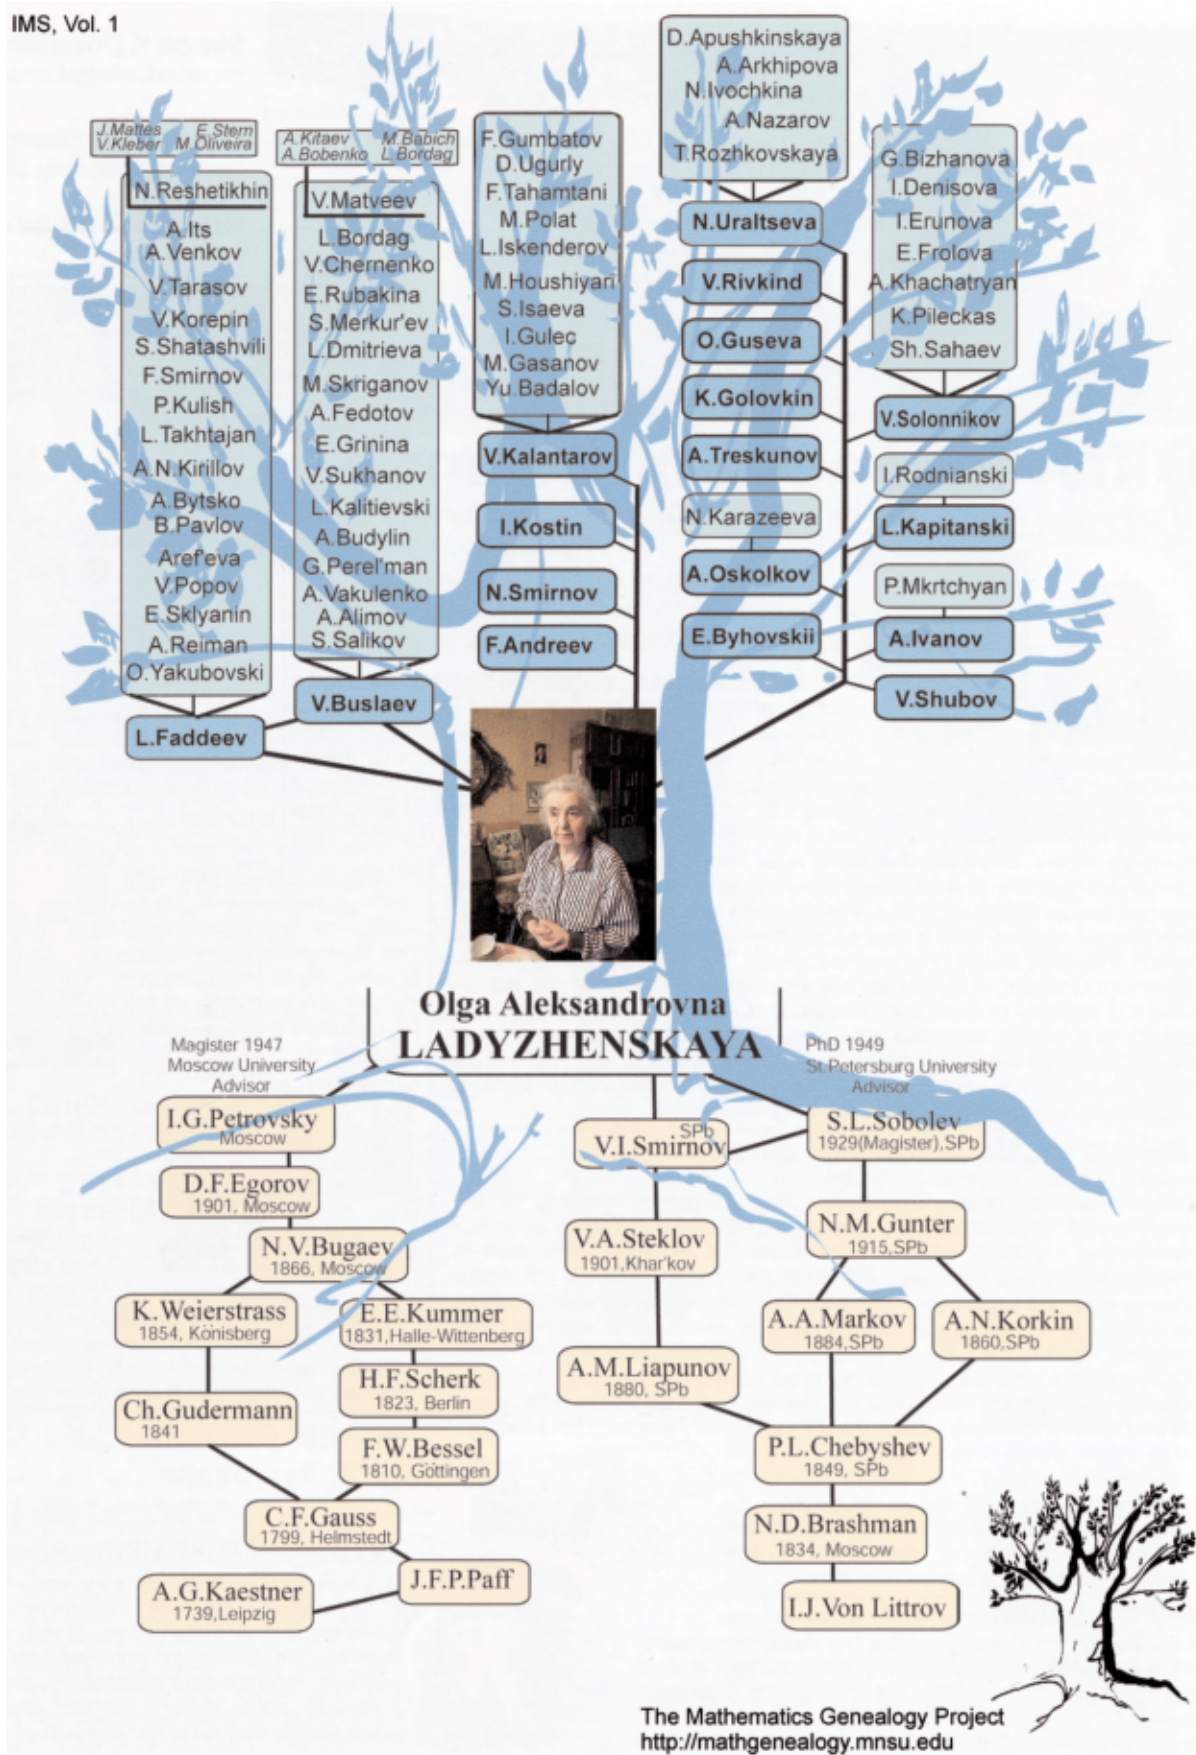 IMS, Vol. 1
J.Mattes E.Stern
V.Kleber M.Oliveira
N.Reshetikhin
A.Its
A.Venkov
V.Tarasov
V.Korepin
S.Shatashvili
F.Smirnov
P.Kulish
L.Takhtajan
A.N.Kirillov
A.Bytsko
B.Pavlov
Aref'eva
V.Popov
E.Sklyanin
A.Reiman
O.Yakubovski
L.Faddeev
A.Kitaev M.Babich
A.Bobenko L.Bordag
V.Matveev
L.Bordag
V.Chernenko
E.Rubakina
S.Merkur'ev
L.Dmitrieva
M.Skriganov
A.Fedotov
E.Grinina
V.Sukhanov
L.Kalitievski
A.Budylin
G.Perel'man
A.Vakulenko
A.Alimov
S.Salikov
V.Buslaev
F.Gumbatov
D.Ugurly
F.Tahamtani
M.Polat
L.Iskenderov
M.Houshiyari
S.Isaeva
I.Gulec
M.Gasanov
Yu.Badalov
V.Kalantarov
I.Kostin
N.Smirnov
F.Andreev
D.Apushkinskaya
A.Arkhipova
N.Ivochkina
A.Nazarov
T.Rozhkovskaya
N.Uraltseva
V.Rivkind
O.Guseva
K.Golovkin
A.Treskunov
N.Karazeeva
A.Oskolkov
E.Byhovskii
G.Bizhanova
I.Denisova
I.Erunova
E.Frolova
A.Khachatryan
K.Pileckas
Sh.Sahaev
V.Solonnikov
I.Rodnianski
L.Kapitanski
P.Mkrtchyan
A.Ivanov
V.Shubov
Olga Aleksandrovna
LADYZHENSKAYA
Magister 1947
Moscow University
Advisor
I.G.Petrovsky
Moscow
D.F.Egorov
1901, Moscow
N.V.Bugaev
1866, Moscow
K.Weierstrass
1854, Könisberg
E.E.Kummer
1831,Halle-Wittenberg
H.F.Scherk
1823, Berlin
Ch.Gudermann
1841
F.W.Bessel
1810, Göttingen
C.F.Gauss
1799, Helmstedt
J.F.P.Paff
A.G.Kaestner
1739,Leipzig
PhD 1949
St.Petersburg University
Advisor
S.L.Sobolev
1929(Magister),SPb
SPb
V.I.Smirnov
N.M.Gunter
1915,SPb
V.A.Steklov
1901,Khar'kov
A.A.Markov
1884,SPb
A.N.Korkin
1860,SPb
A.M.Liapunov
1880, SPb
P.L.Chebyshev
1849, SPb
N.D.Brashman
1834, Moscow
I.J.Von Littrov
The Mathematics Genealogy Project
http://mathgenealogy.mnsu.edu